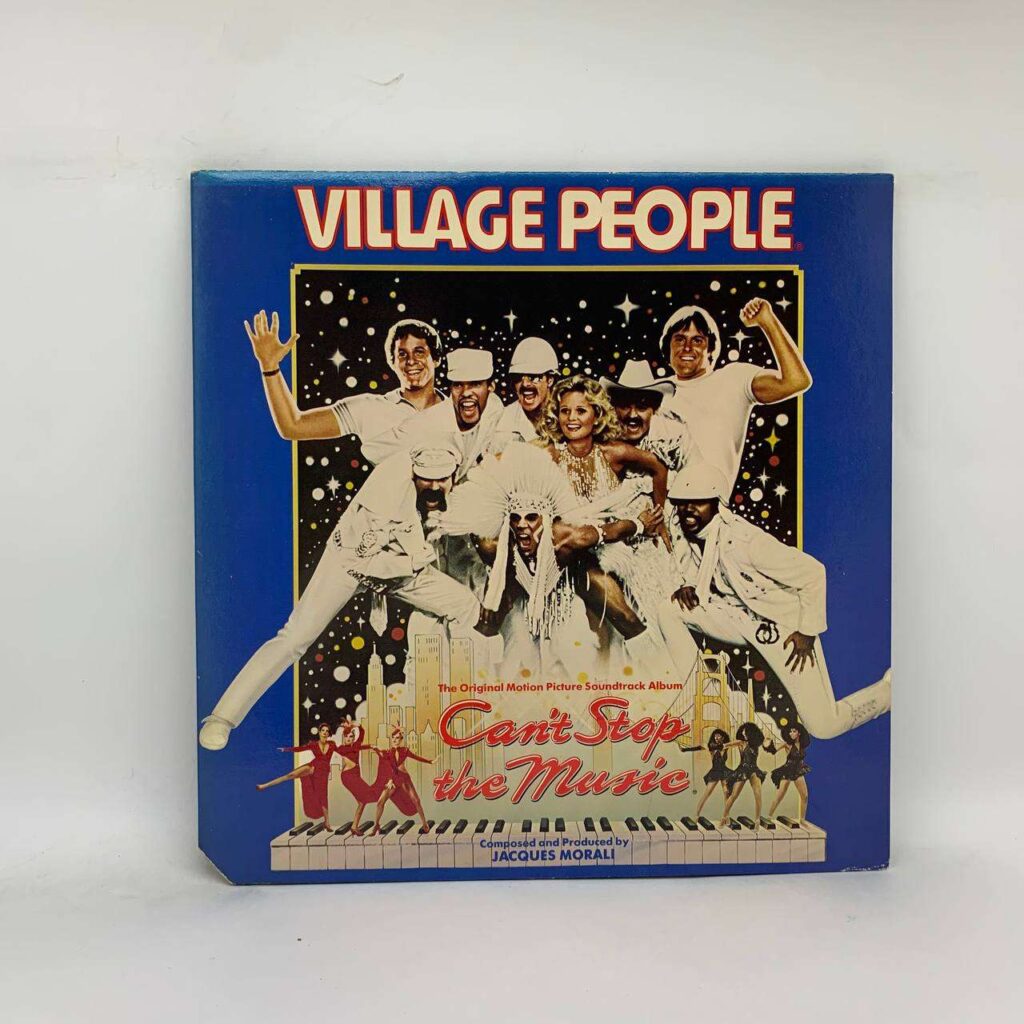 VILLAGE PEOPLE®
The Original Motion Picture Soundtrack Album
Can't Stop
the Music
Composed and Produced by
JACQUES MORALI